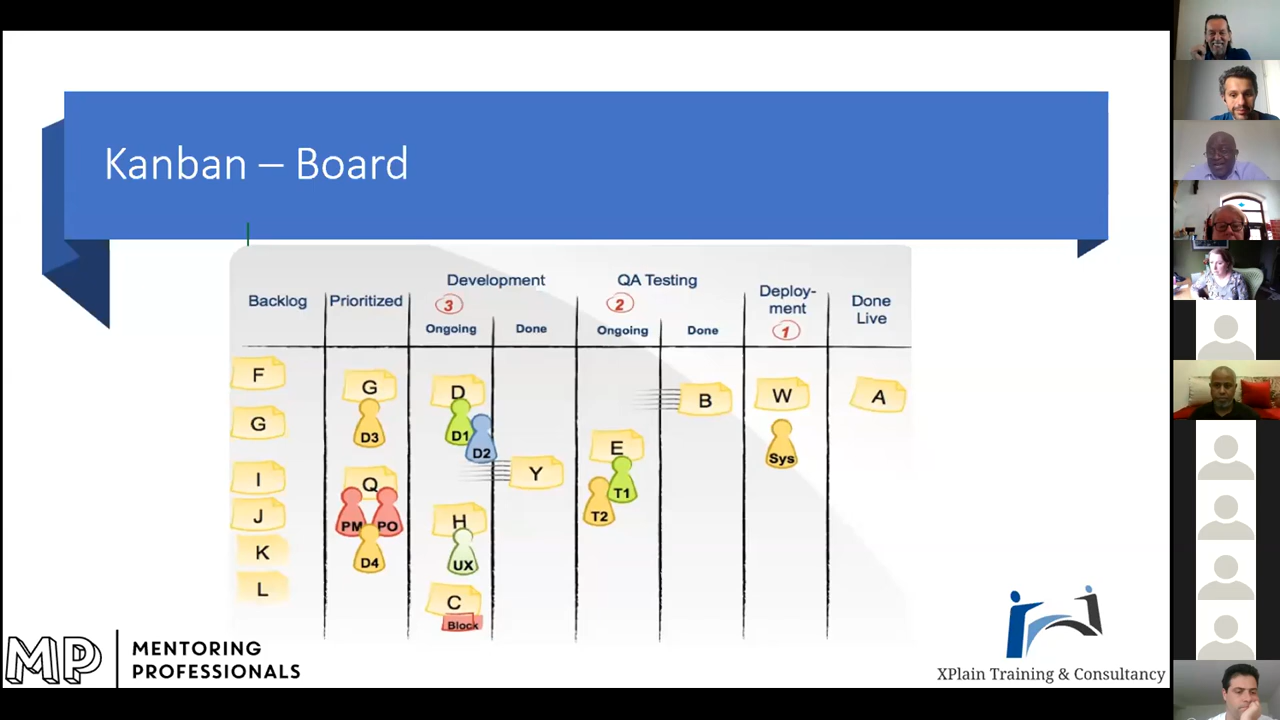 Kanban – Board
Development
QA Testing
Backlog
Prioritized
3
2
Deploy-
ment
1
Done
Live
Ongoing
Done
Ongoing
Done
F
G
I
J
K
L
G
D3
Q
PM
PO
D4
D
D1
D2
H
UX
C
Block
Y
E
T1
T2
B
W
Sys
A
MP
MENTORING
PROFESSIONALS
XPlain Training & Consultancy